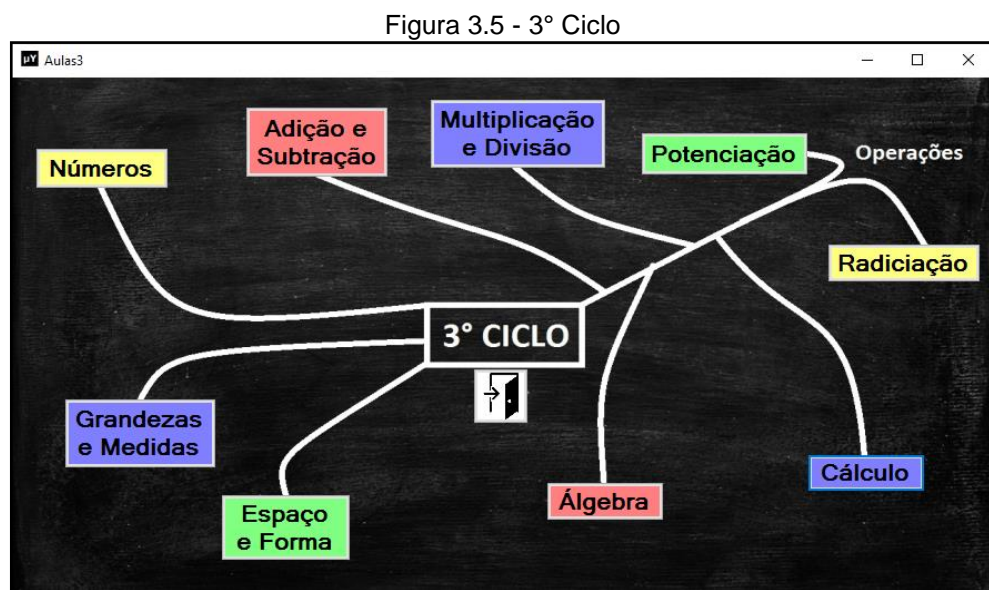 Figura 3.5 - 3° Ciclo
µY Aulas3
Adição e
Subtração
Multiplicação
e Divisão
Potenciação
Operações
Números
Radiciação
3° CICLO
Grandezas
e Medidas
Cálculo
Álgebra
Espaço
e Forma